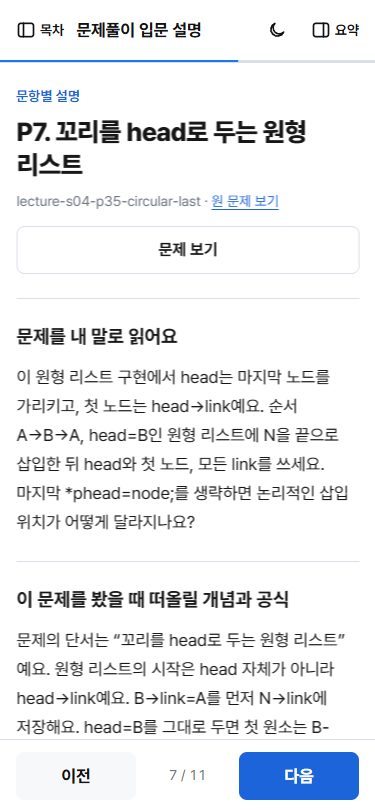 목차 문제풀이 입문 설명 요약
문항별 설명
P7. 꼬리를 head로 두는 원형
리스트
lecture-s04-p35-circular-last · 원 문제 보기
문제 보기
문제를 내 말로 읽어요
이 원형 리스트 구현에서 head는 마지막 노드를
가리키고, 첫 노드는 head→link예요. 순서
A→B→A, head=B인 원형 리스트에 N을 끝으로
삽입한 뒤 head와 첫 노드, 모든 link를 쓰세요.
마지막 *phead=node;를 생략하면 논리적인 삽입
위치가 어떻게 달라지나요?
이 문제를 봤을 때 떠올릴 개념과 공식
문제의 단서는 “꼬리를 head로 두는 원형 리스트”
예요. 원형 리스트의 시작은 head 자체가 아니라
head→link예요. B→link=A를 먼저 N→link에
저장해요. head=B를 그대로 두면 첫 원소는 B-
이전 7 / 11 다음